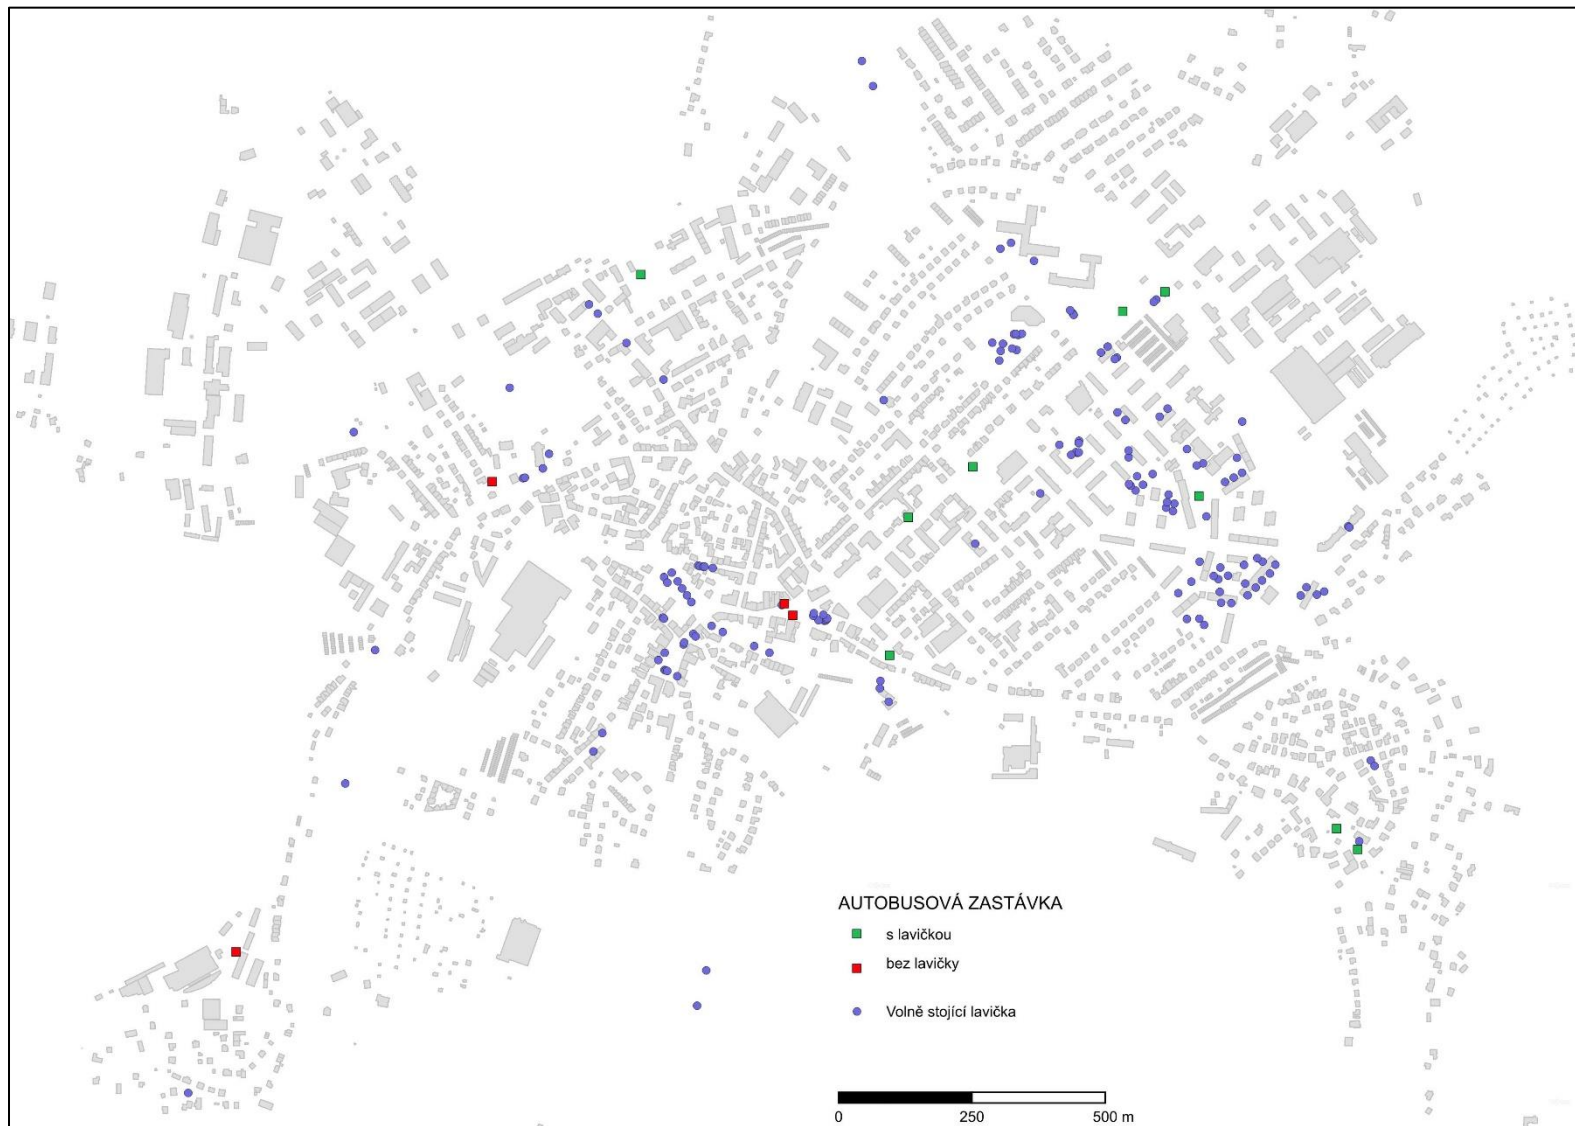 AUTOBUSOVÁ ZASTÁVKA
s lavičkou
bez lavičky
Volně stojící lavička
0 250 500 m